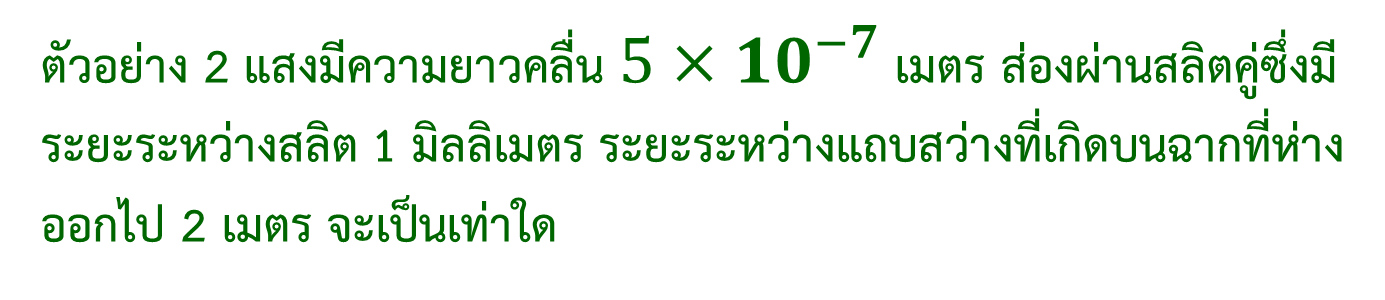 ตัวอย่าง 2 แสงมีความยาวคลื่น 5 × 10⁻⁷ เมตร ส่องผ่านสลิตคู่ซึ่งมี
ระยะระหว่างสลิต 1 มิลลิเมตร ระยะระหว่างแถบสว่างที่เกิดบนฉากที่ห่าง
ออกไป 2 เมตร จะเป็นเท่าใด